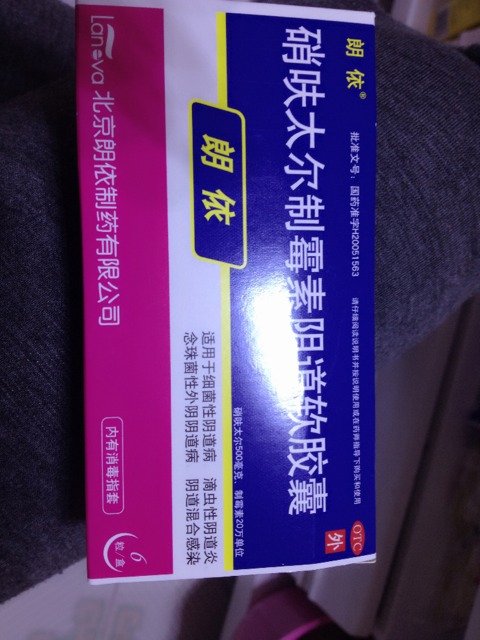 朗依®
批准文号：国药准字H20051563
请仔细阅读说明书并按说明使用或在药师指导下购买和使用
OTC
外
硝呋太尔制霉素阴道软胶囊
硝呋太尔500毫克，制霉素20万单位
朗依
适用于细菌性阴道病 滴虫性阴道炎
念珠菌性外阴阴道病 阴道混合感染
Lanova 北京朗依制药有限公司
内有消毒指套
6粒/盒